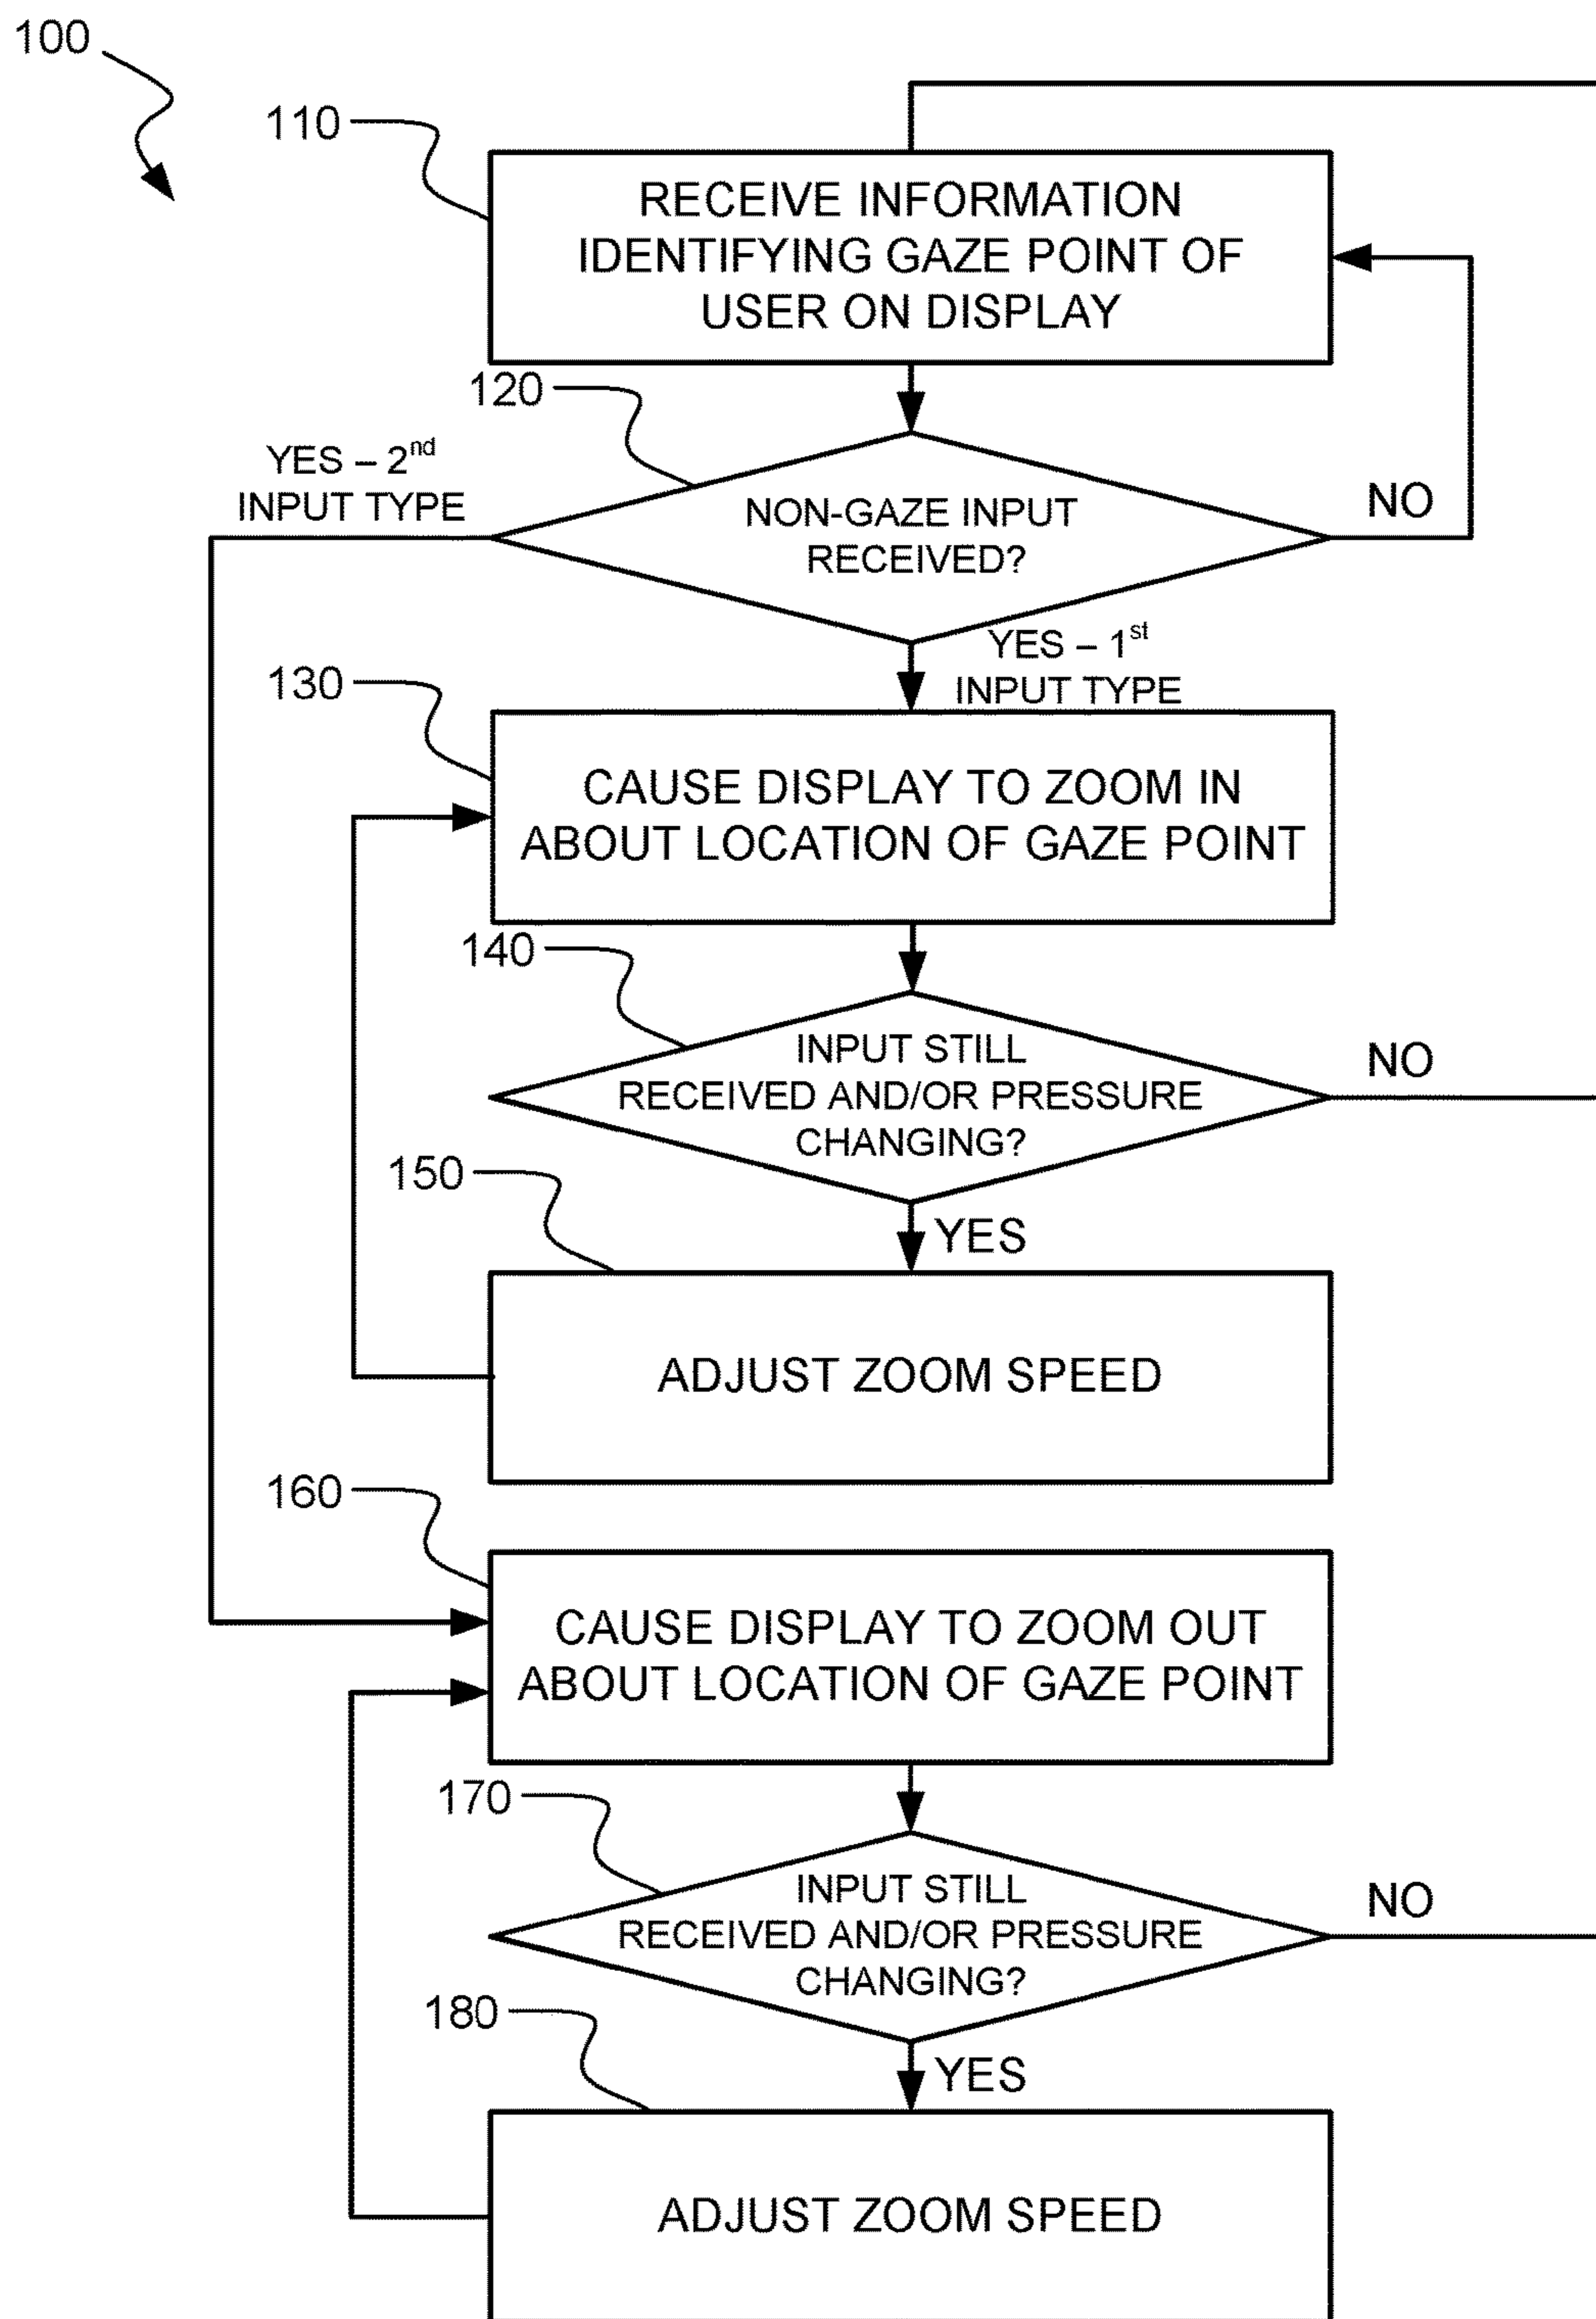 100
110
RECEIVE INFORMATION
IDENTIFYING GAZE POINT OF
USER ON DISPLAY
120
YES – 2nd
INPUT TYPE
NON-GAZE INPUT
RECEIVED?
NO
YES – 1st
INPUT TYPE
130
CAUSE DISPLAY TO ZOOM IN
ABOUT LOCATION OF GAZE POINT
140
INPUT STILL
RECEIVED AND/OR PRESSURE
CHANGING?
NO
150
YES
ADJUST ZOOM SPEED
160
CAUSE DISPLAY TO ZOOM OUT
ABOUT LOCATION OF GAZE POINT
170
INPUT STILL
RECEIVED AND/OR PRESSURE
CHANGING?
NO
180
YES
ADJUST ZOOM SPEED